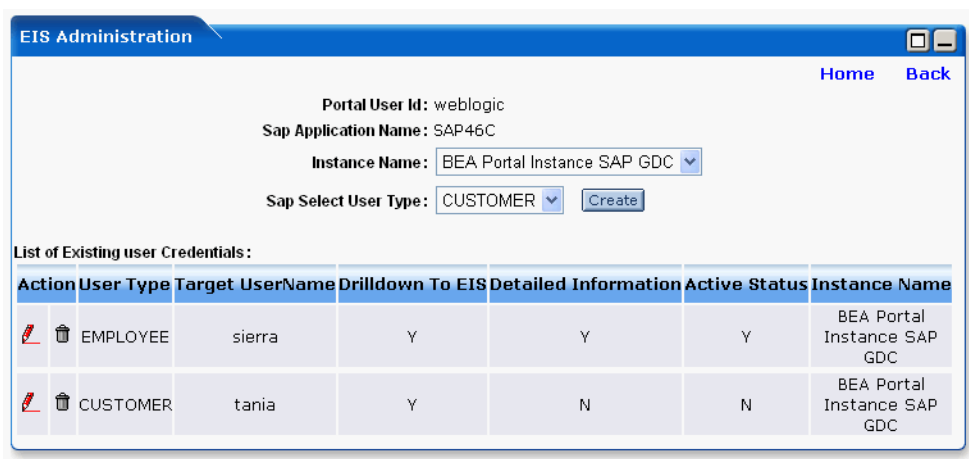 EIS Administration
Home Back
Portal User Id: weblogic
Sap Application Name: SAP46C
Instance Name: BEA Portal Instance SAP GDC
Sap Select User Type: CUSTOMER Create
List of Existing user Credentials:
Action User Type Target UserName Drilldown To EIS Detailed Information Active Status Instance Name
EMPLOYEE sierra Y Y Y BEA Portal
Instance SAP
GDC
CUSTOMER tania Y N N BEA Portal
Instance SAP
GDC